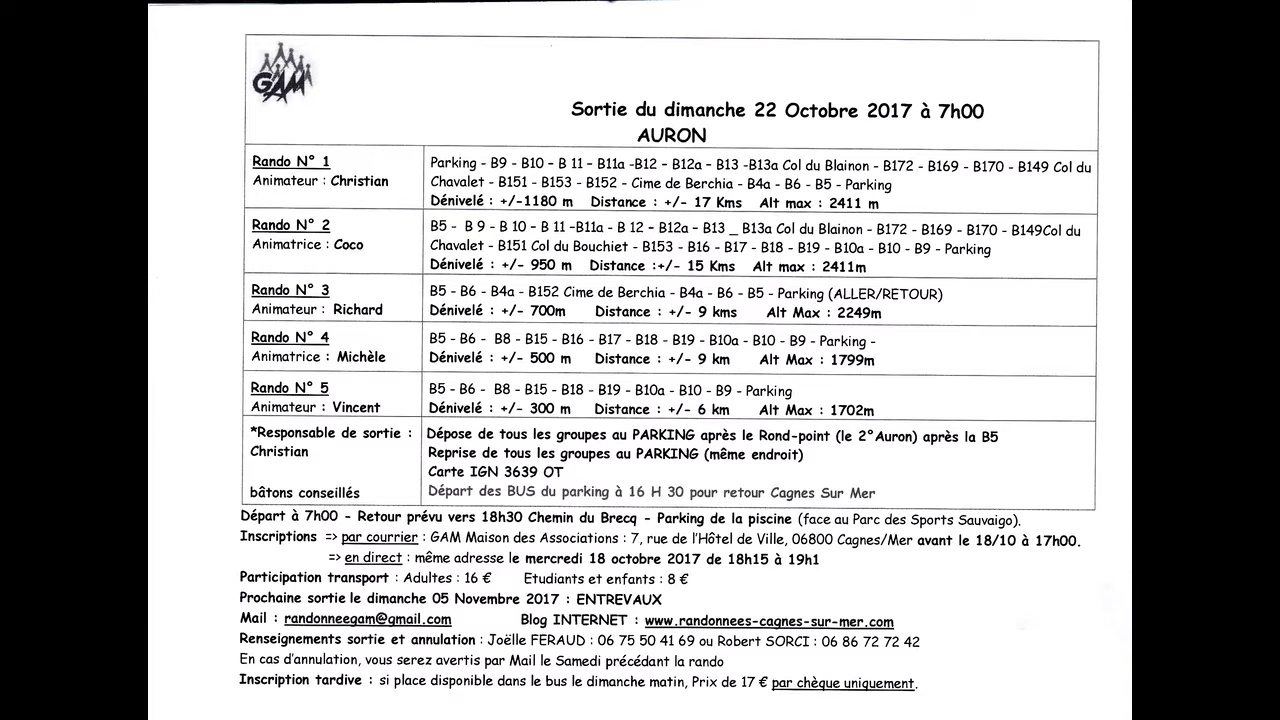 GAM
Sortie du dimanche 22 Octobre 2017 à 7h00
AURON
Rando N° 1
Animateur : Christian
Parking - B9 - B10 - B 11 - B11a -B12 - B12a - B13 -B13a Col du Blainon - B172 - B169 - B170 - B149 Col du
Chavalet - B151 - B153 - B152 - Cime de Berchia - B4a - B6 - B5 - Parking
Dénivelé : +/-1180 m Distance : +/- 17 Kms Alt max : 2411 m
Rando N° 2
Animatrice : Coco
B5 - B 9 - B 10 - B 11 -B11a - B 12 - B12a - B13 _ B13a Col du Blainon - B172 - B169 - B170 - B149Col du
Chavalet - B151 Col du Bouchiet - B153 - B16 - B17 - B18 - B19 - B10a - B10 - B9 - Parking
Dénivelé : +/- 950 m Distance :+/- 15 Kms Alt max : 2411m
Rando N° 3
Animateur : Richard
B5 - B6 - B4a - B152 Cime de Berchia - B4a - B6 - B5 - Parking (ALLER/RETOUR)
Dénivelé : +/- 700m Distance : +/- 9 kms Alt Max : 2249m
Rando N° 4
Animatrice : Michèle
B5 - B6 - B8 - B15 - B16 - B17 - B18 - B19 - B10a - B10 - B9 - Parking -
Dénivelé : +/- 500 m Distance : +/- 9 km Alt Max : 1799m
Rando N° 5
Animateur : Vincent
B5 - B6 - B8 - B15 - B18 - B19 - B10a - B10 - B9 - Parking
Dénivelé : +/- 300 m Distance : +/- 6 km Alt Max : 1702m
*Responsable de sortie :
Christian
bâtons conseillés
Dépose de tous les groupes au PARKING après le Rond-point (le 2°Auron) après la B5
Reprise de tous les groupes au PARKING (même endroit)
Carte IGN 3639 OT
Départ des BUS du parking à 16 H 30 pour retour Cagnes Sur Mer
Départ à 7h00 - Retour prévu vers 18h30 Chemin du Brecq - Parking de la piscine (face au Parc des Sports Sauvaigo).
Inscriptions => par courrier : GAM Maison des Associations : 7, rue de l'Hôtel de Ville, 06800 Cagnes/Mer avant le 18/10 à 17h00.
=> en direct : même adresse le mercredi 18 octobre 2017 de 18h15 à 19h1
Participation transport : Adultes : 16 € Etudiants et enfants : 8 €
Prochaine sortie le dimanche 05 Novembre 2017 : ENTREVAUX
Mail : randonneegam@gmail.com Blog INTERNET : www.randonnees-cagnes-sur-mer.com
Renseignements sortie et annulation : Joëlle FERAUD : 06 75 50 41 69 ou Robert SORCI : 06 86 72 72 42
En cas d'annulation, vous serez avertis par Mail le Samedi précédant la rando
Inscription tardive : si place disponible dans le bus le dimanche matin, Prix de 17 € par chèque uniquement.